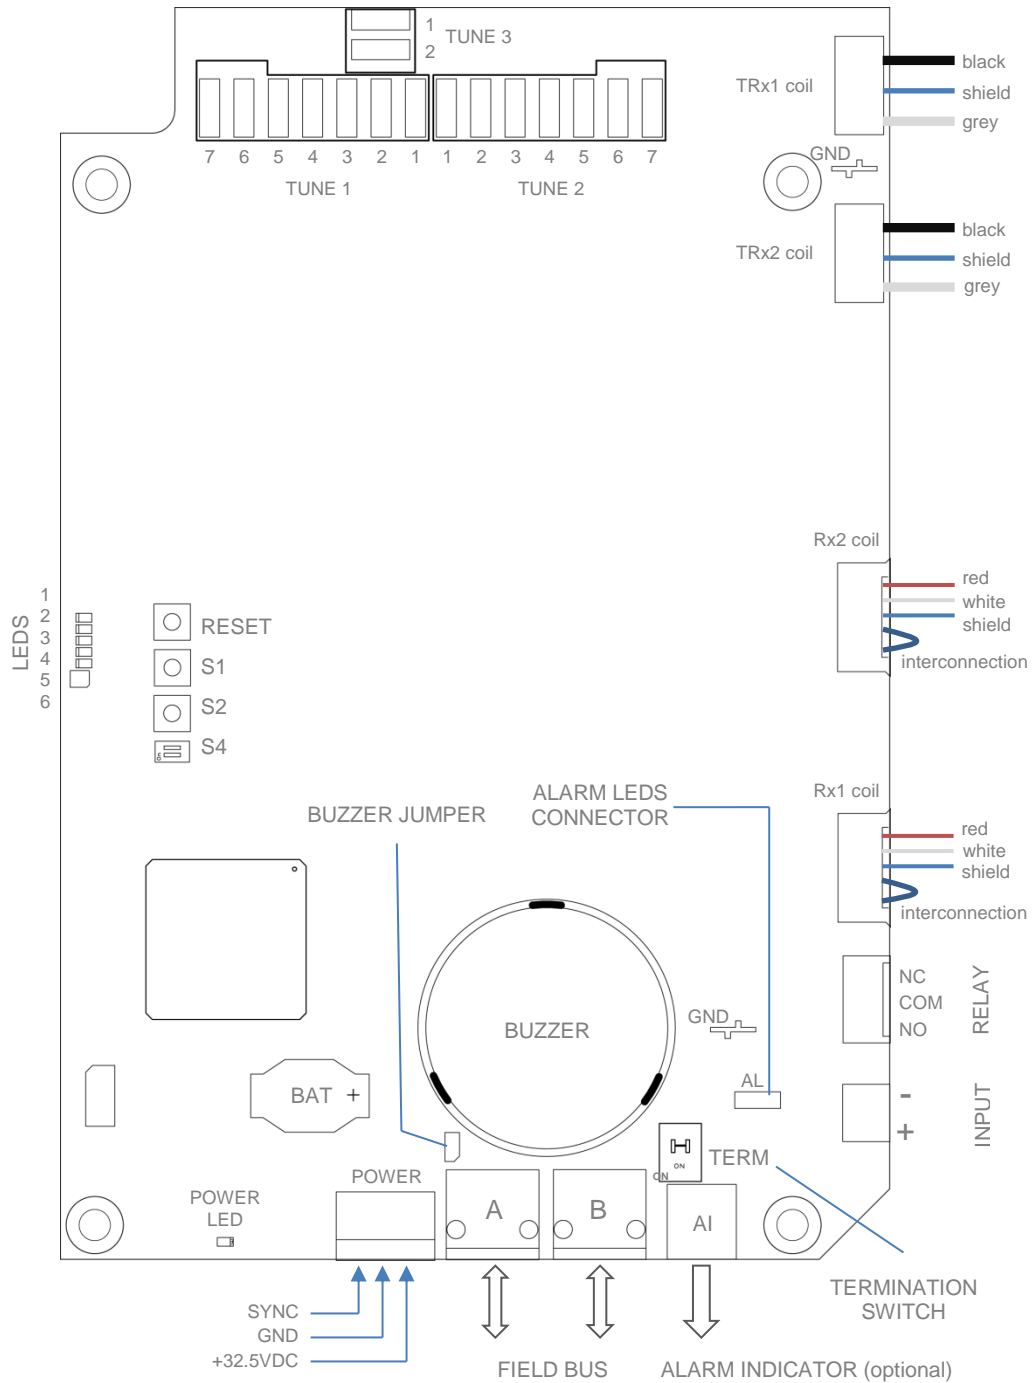 1
TUNE 3
2
TRx1 coil
black
shield
grey
7 6 5 4 3 2 1 1 2 3 4 5 6 7
TUNE 1
TUNE 2
GND
TRx2 coil
black
shield
grey
Rx2 coil
red
white
shield
interconnection
LEDS
1
2
3
4
5
6
RESET
S1
S2
S4
BUZZER JUMPER
ALARM LEDS
CONNECTOR
Rx1 coil
red
white
shield
interconnection
NC
COM
NO
RELAY
BUZZER
GND
BAT +
AL
-
+
INPUT
ON
ON
TERM
POWER
POWER
LED
A
B
AI
TERMINATION
SWITCH
SYNC
GND
+32.5VDC
FIELD BUS
ALARM INDICATOR (optional)